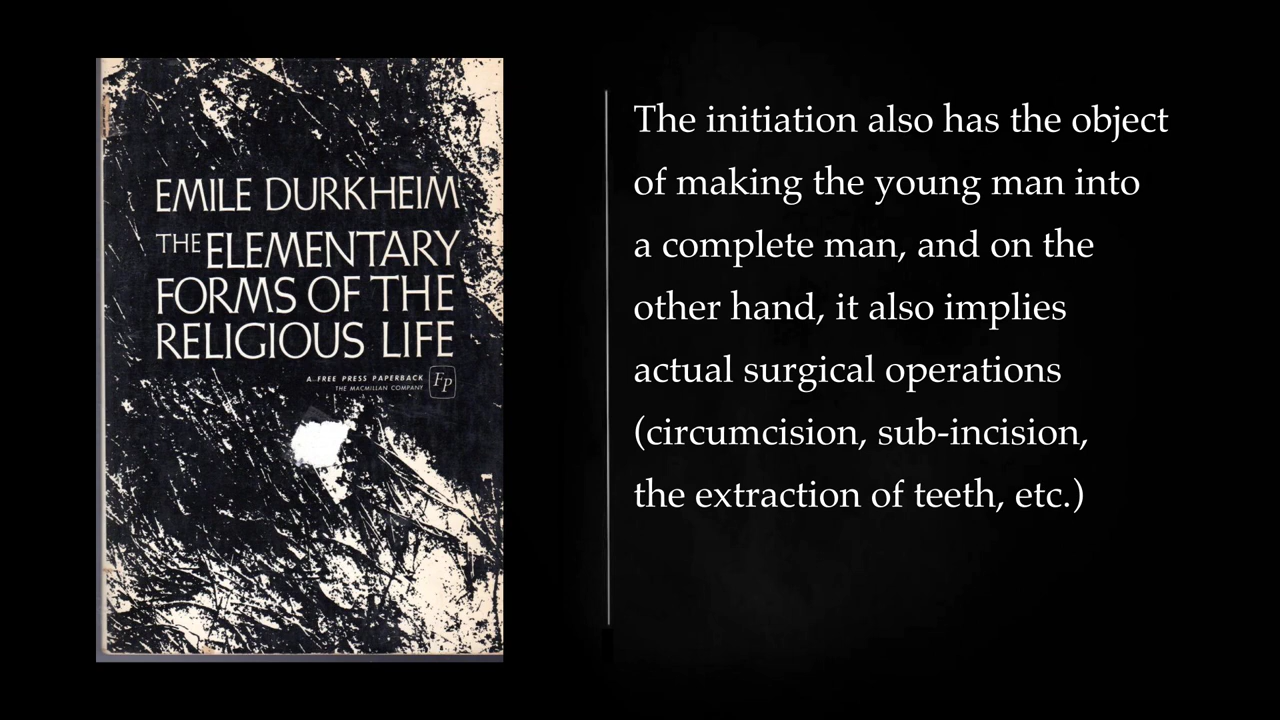 EMILE DURKHEIM
THE ELEMENTARY
FORMS OF THE
RELIGIOUS LIFE
A FREE PRESS PAPERBACK
THE MACMILLAN COMPANY
FP
The initiation also has the object
of making the young man into
a complete man, and on the
other hand, it also implies
actual surgical operations
(circumcision, sub-incision,
the extraction of teeth, etc.)